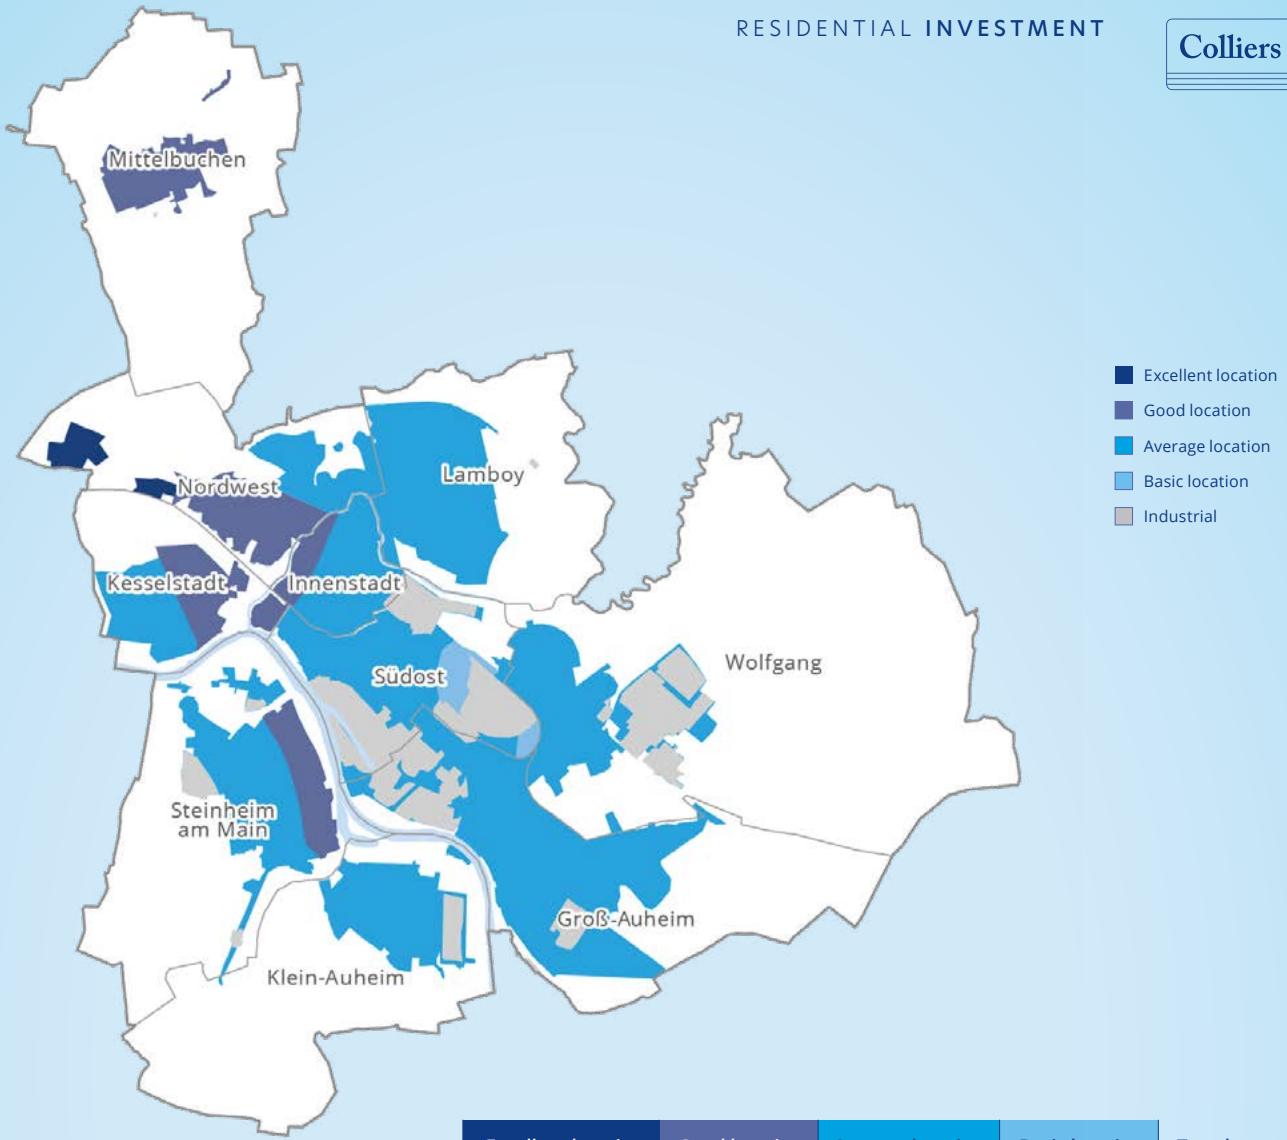 RESIDENTIAL INVESTMENT
Colliers
Mittelbuchen
Excellent location
Good location
Average location
Basic location
Industrial
Nordwest
Lamboy
Kesselstadt
Innenstadt
Südost
Wolfgang
Steinheim
am Main
Groß-Auheim
Klein-Auheim